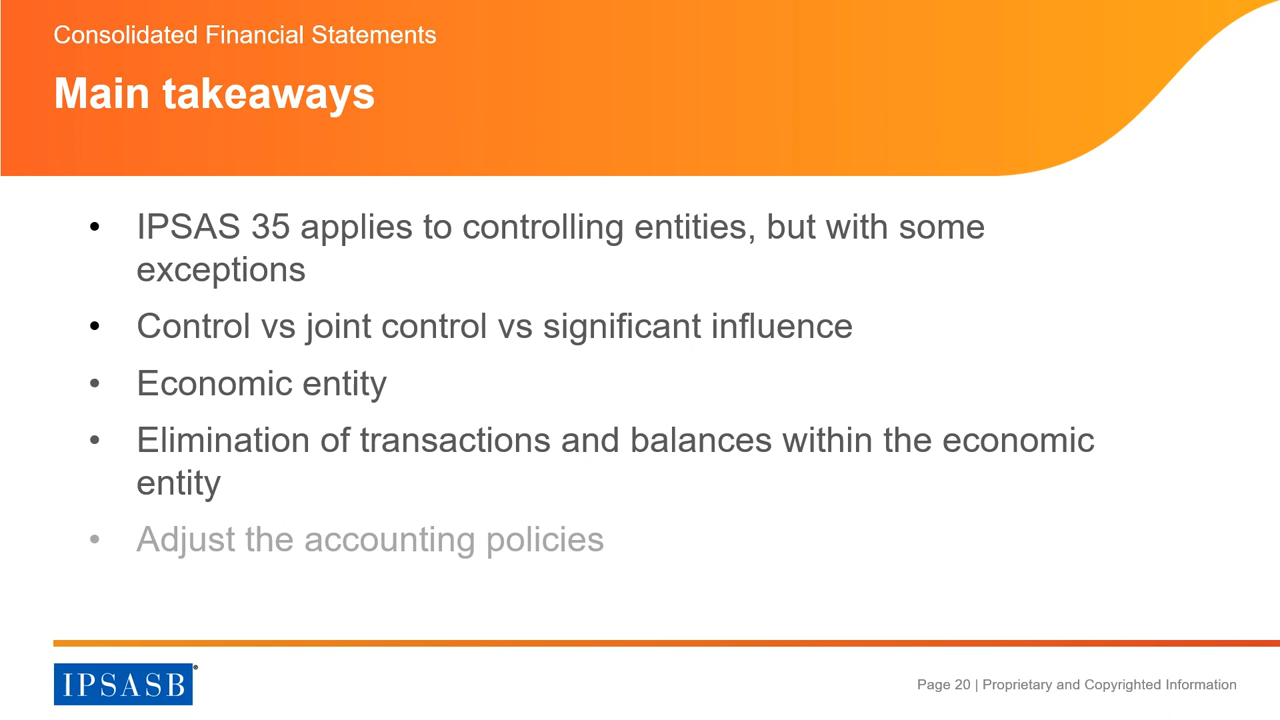 Consolidated Financial Statements
Main takeaways
• IPSAS 35 applies to controlling entities, but with some
exceptions
• Control vs joint control vs significant influence
• Economic entity
• Elimination of transactions and balances within the economic
entity
• Adjust the accounting policies
IPSASB®
Page 20 | Proprietary and Copyrighted Information